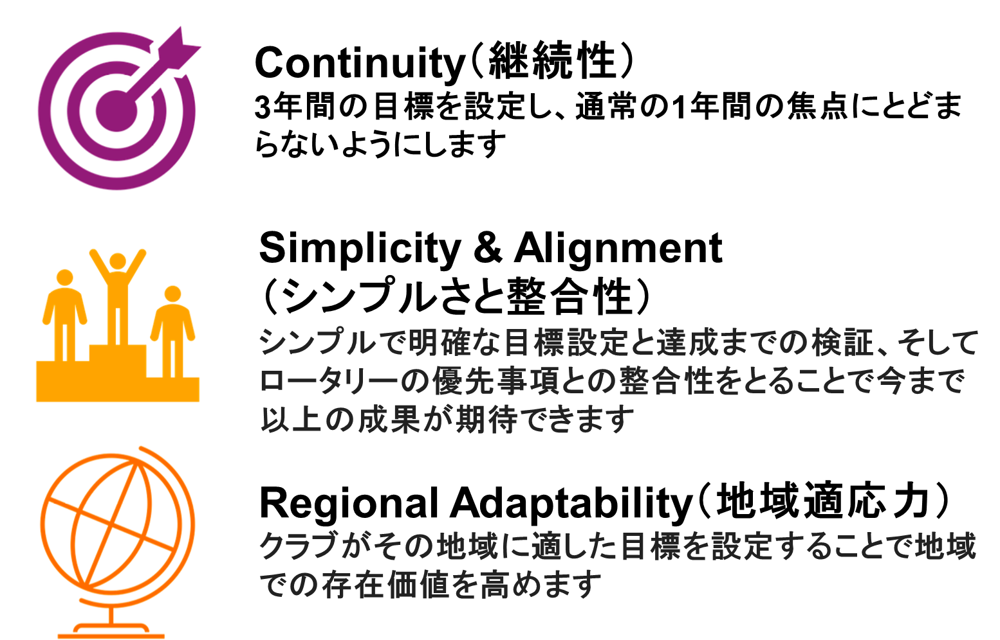 Continuity（継続性）
3年間の目標を設定し、通常の1年間の焦点にとどま
らないようにします
Simplicity & Alignment
（シンプルさと整合性）
シンプルで明確な目標設定と達成までの検証、そして
ロータリーの優先事項との整合性をとることで今まで
以上の成果が期待できます
Regional Adaptability（地域適応力）
クラブがその地域に適した目標を設定することで地域
での存在価値を高めます